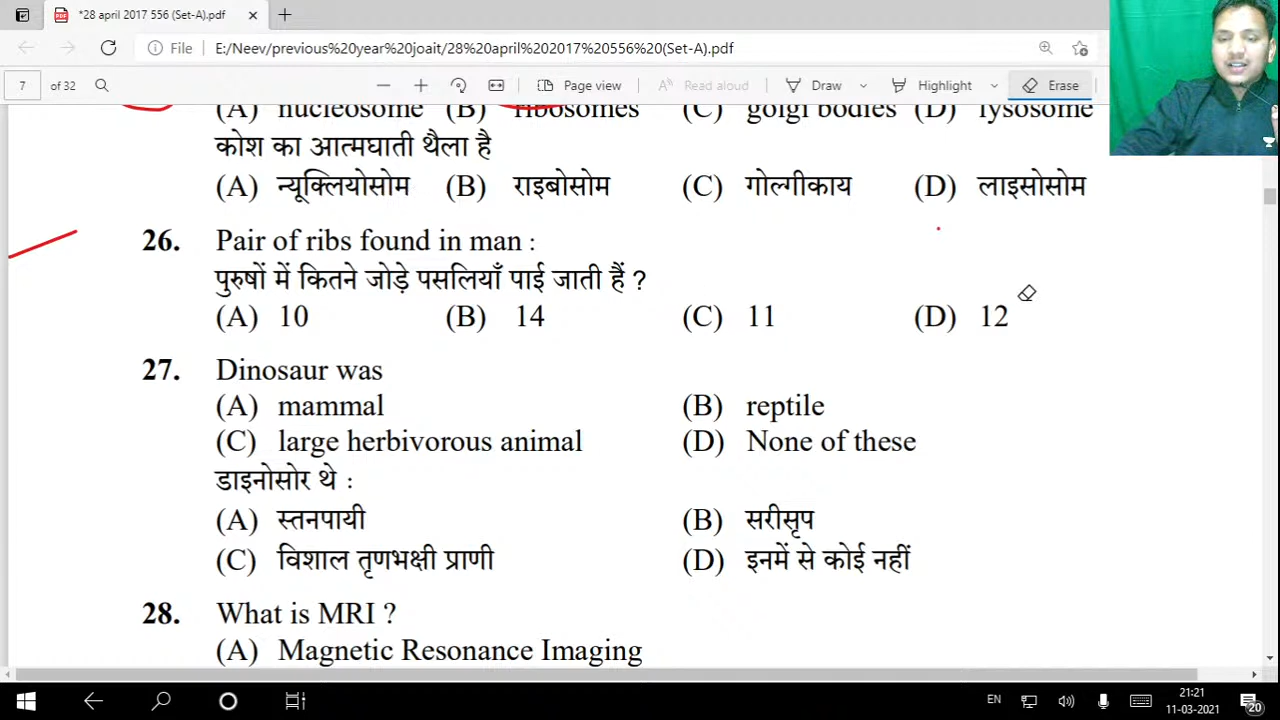 *28 april 2017 556 (Set-A).pdf
File E:/Neev/previous%20year%20joait/28%20april%202017%20556%20(Set-A).pdf
7 of 32 Page view Read aloud Draw Highlight Erase
(A) nucleosome (B) ribosomes (C) golgi bodies (D) lysosome
कोश का आत्मघाती थैला है
(A) न्यूक्लियोसोम (B) राइबोसोम (C) गोल्गीकाय (D) लाइसोसोम
26. Pair of ribs found in man :
पुरुषों में कितने जोड़े पसलियाँ पाई जाती हैं ?
(A) 10 (B) 14 (C) 11 (D) 12
27. Dinosaur was
(A) mammal (B) reptile
(C) large herbivorous animal (D) None of these
डाइनोसोर थे :
(A) स्तनपायी (B) सरीसृप
(C) विशाल तृणभक्षी प्राणी (D) इनमें से कोई नहीं
28. What is MRI ?
(A) Magnetic Resonance Imaging
EN 21:21
11-03-2021 20